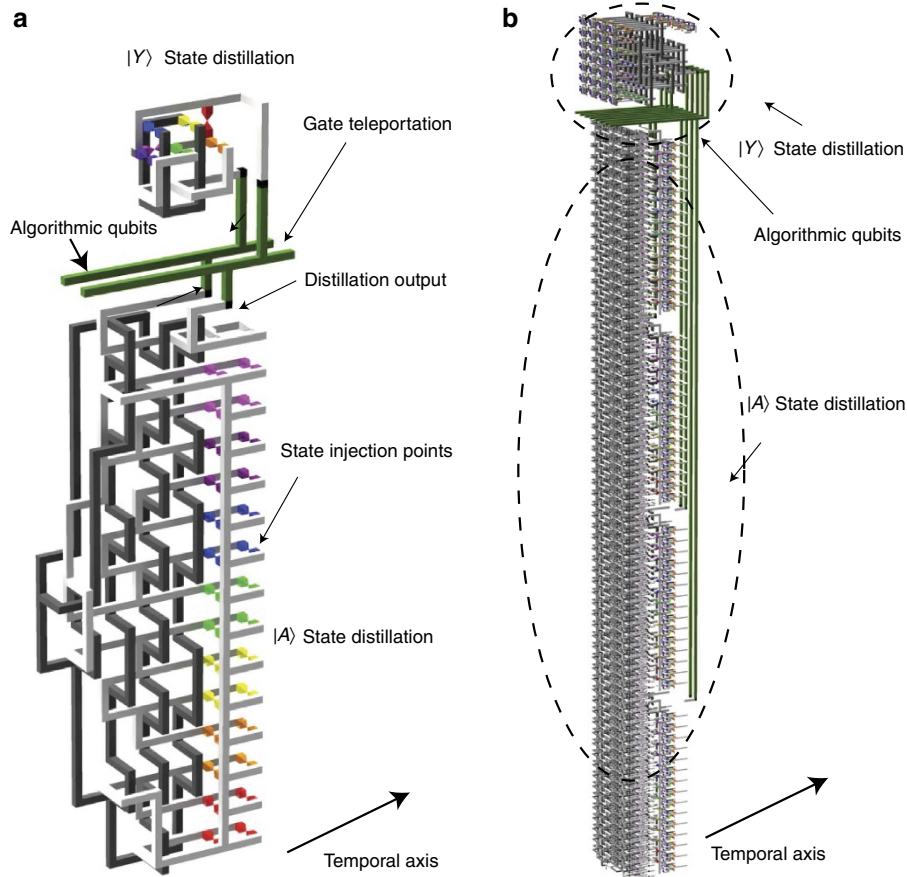 a
|Y⟩ State distillation
Gate teleportation
Algorithmic qubits
Distillation output
State injection points
|A⟩ State distillation
Temporal axis
b
|Y⟩ State distillation
Algorithmic qubits
|A⟩ State distillation
Temporal axis